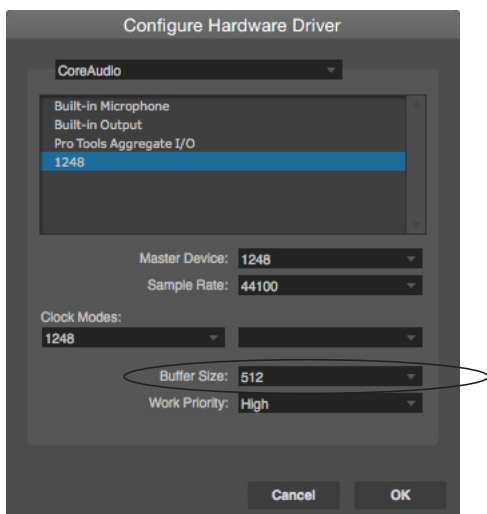 Configure Hardware Driver
CoreAudio
Built-in Microphone
Built-in Output
Pro Tools Aggregate I/O
1248
Master Device: 1248
Sample Rate: 44100
Clock Modes:
1248
Buffer Size: 512
Work Priority: High
Cancel OK